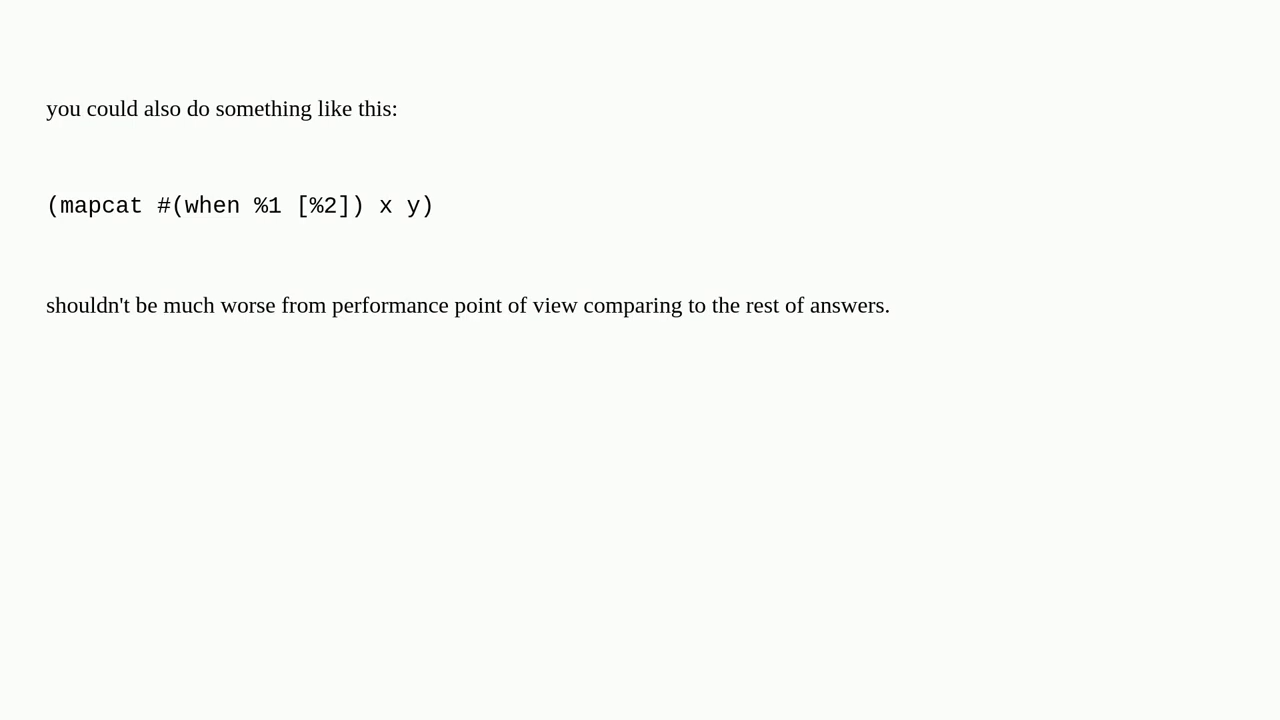 you could also do something like this:
(mapcat #(when %1 [%2]) x y)
shouldn't be much worse from performance point of view comparing to the rest of answers.